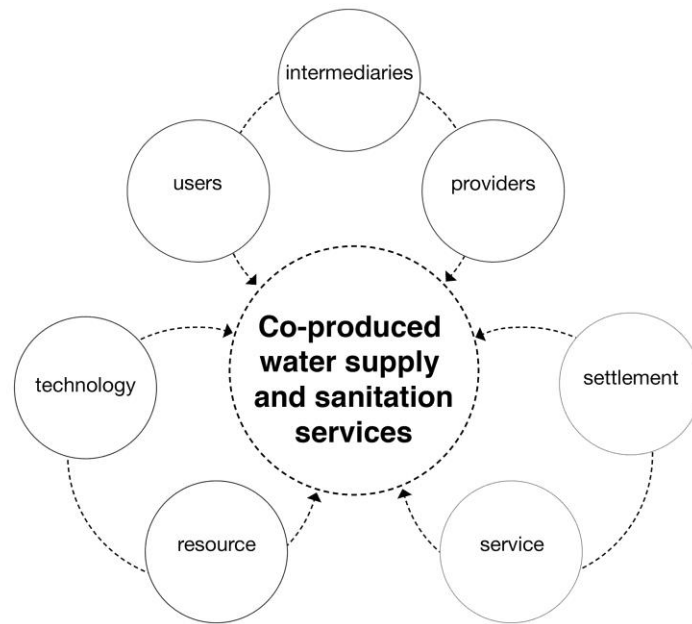 intermediaries
users
providers
Co-produced
water supply
and sanitation
services
technology
settlement
resource
service